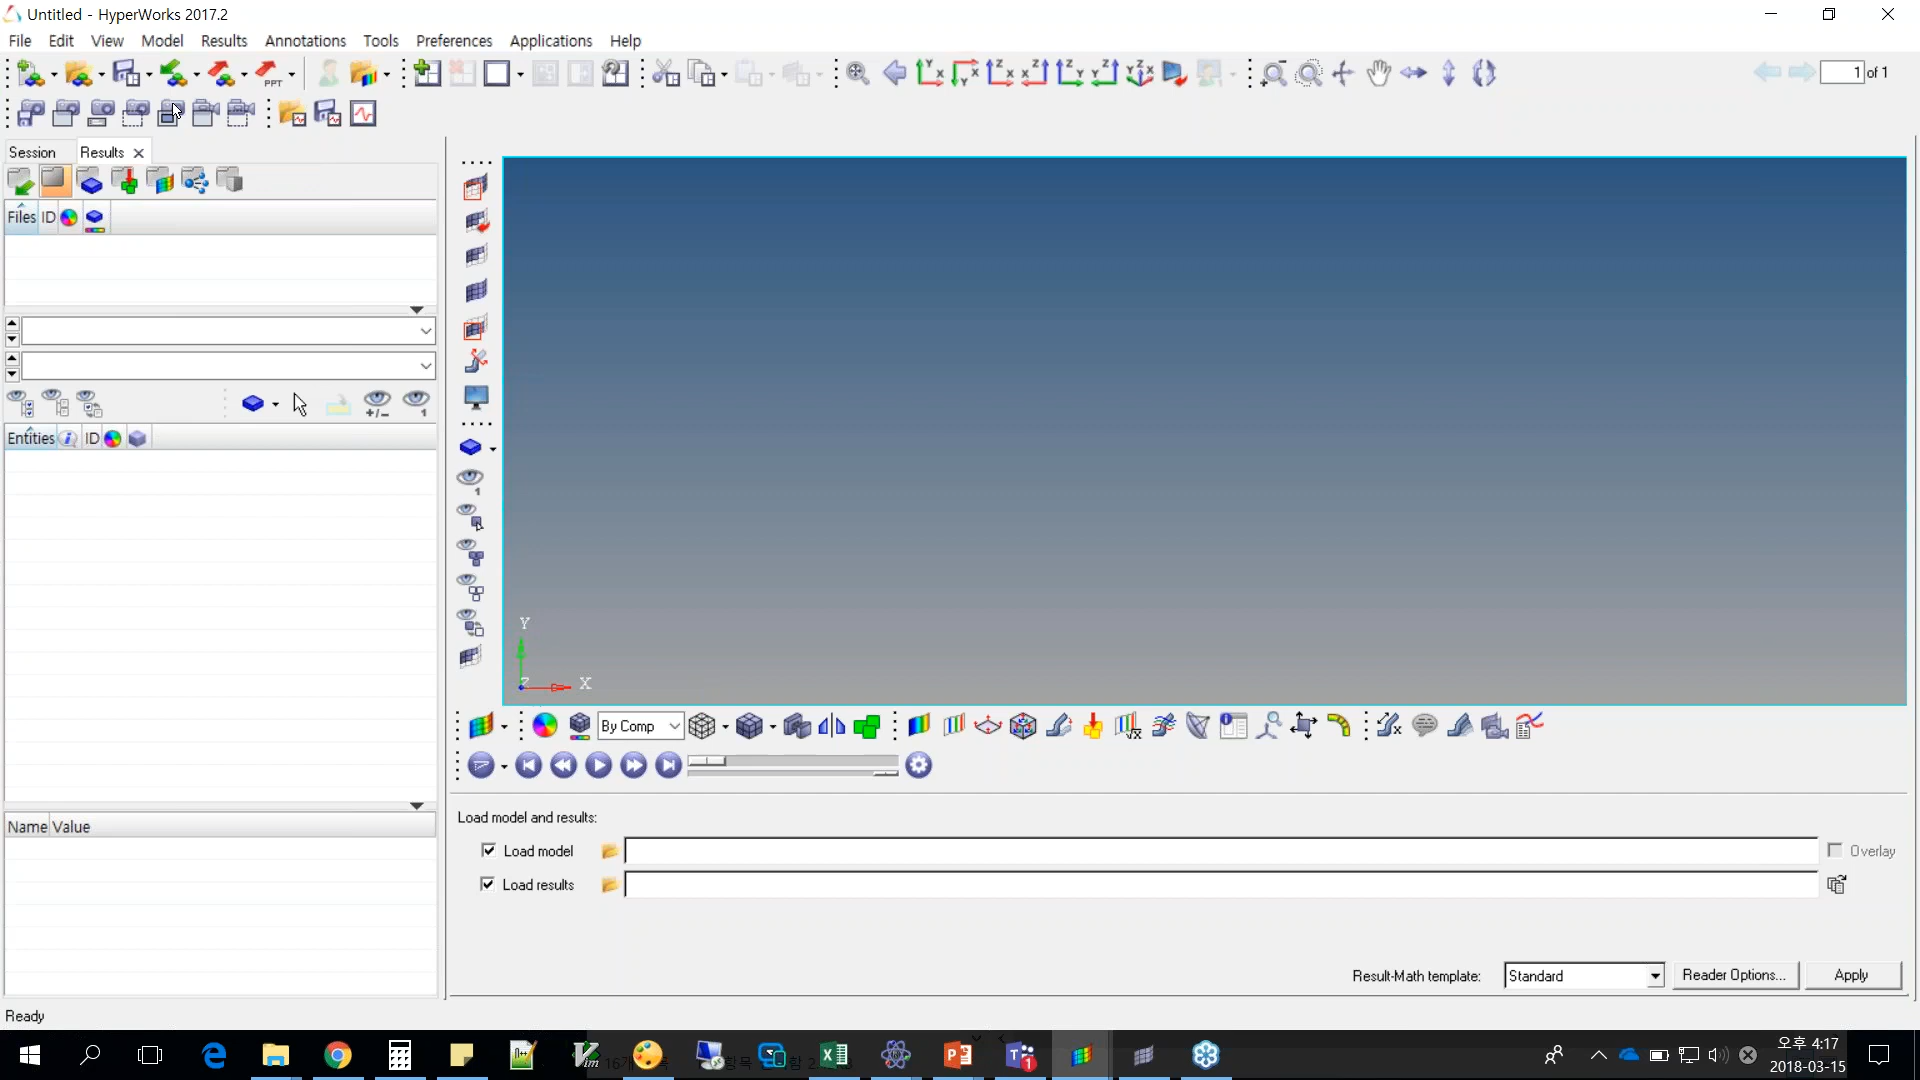 Untitled - HyperWorks 2017.2
File Edit View Model Results Annotations Tools Preferences Applications Help
PPT
1 of 1
Session Results
Files ID
Entities ID
Name Value
Y
Z X
By Comp
Load model and results:
Load model Overlay
Load results
Result-Math template: Standard Reader Options... Apply
Ready
오후 4:17
2018-03-15